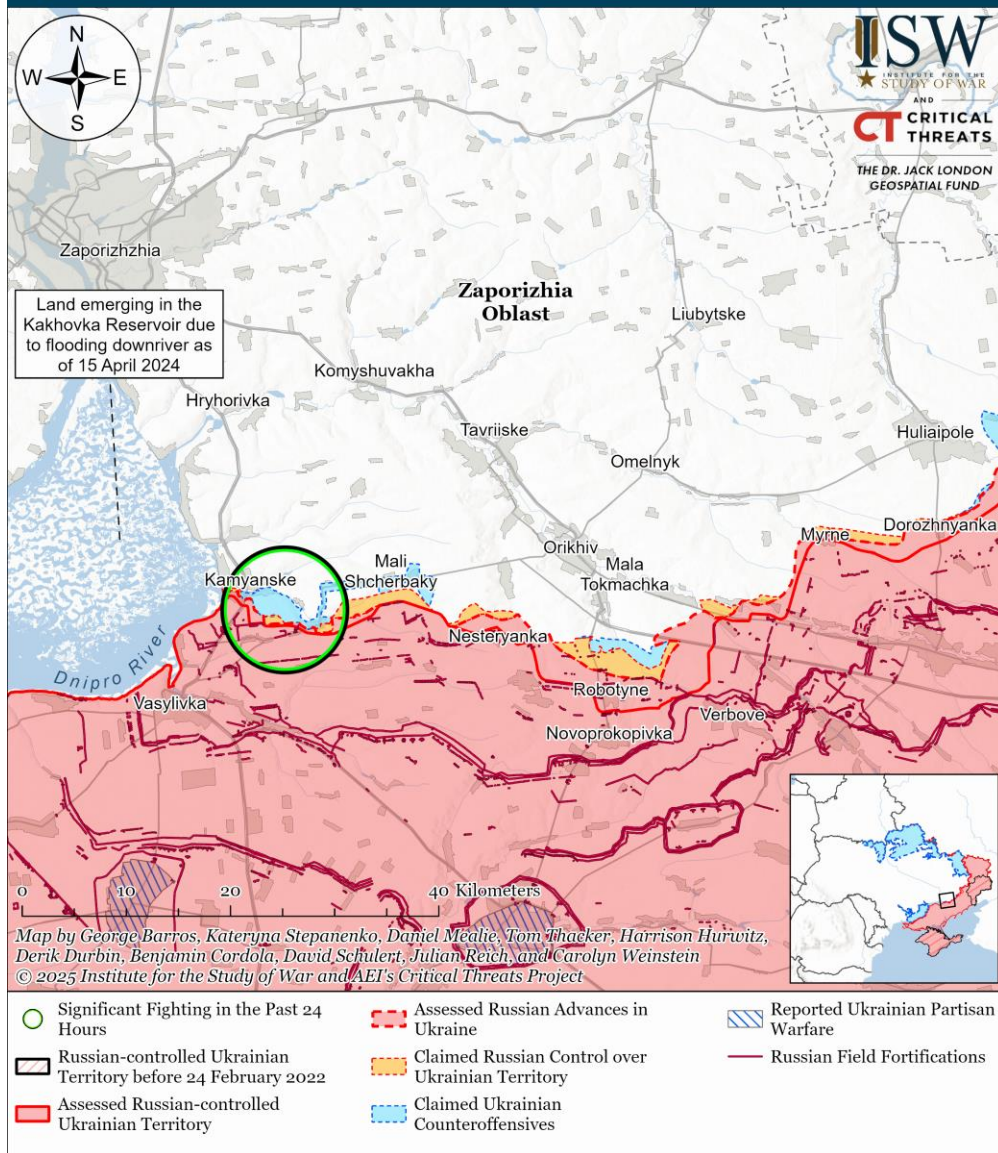 N
W
E
S
ISW
INSTITUTE FOR THE
STUDY OF WAR
AND
CT CRITICAL
THREATS
THE DR. JACK LONDON
GEOSPATIAL FUND
Zaporizhzhia
Land emerging in the
Kakhovka Reservoir due
to flooding downriver as
of 15 April 2024
Zaporizhia
Oblast
Liubytske
Komyshuvakha
Hryhorivka
Tavriiske
Huliaipole
Omelnyk
Dorozhnyanka
Myrne
Orikhiv
Mali
Shcherbaky
Mala
Tokmachka
Kamyanske
Nesteryanka
Dnipro River
Robotyne
Vasylivka
Verbove
Novoprokopivka
0 10 20 40 Kilometers
Map by George Barros, Kateryna Stepanenko, Daniel Mealie, Tom Thacker, Harrison Hurwitz,
Derik Durbin, Benjamin Cordola, David Schulert, Julian Reich, and Carolyn Weinstein
© 2025 Institute for the Study of War and AEI's Critical Threats Project
Significant Fighting in the Past 24
Hours
Russian-controlled Ukrainian
Territory before 24 February 2022
Assessed Russian-controlled
Ukrainian Territory
Assessed Russian Advances in
Ukraine
Claimed Russian Control over
Ukrainian Territory
Claimed Ukrainian
Counteroffensives
Reported Ukrainian Partisan
Warfare
Russian Field Fortifications